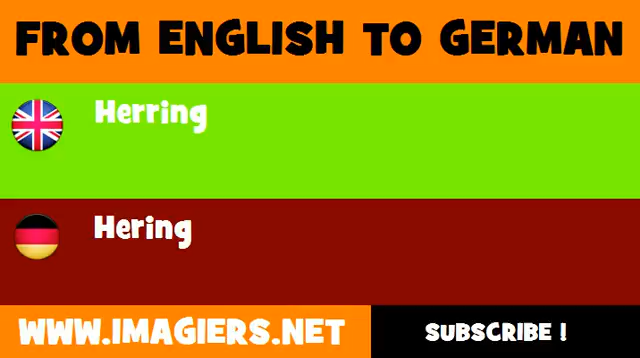 FROM ENGLISH TO GERMAN
Herring
Hering
WWW.IMAGIERS.NET
SUBSCRIBE !